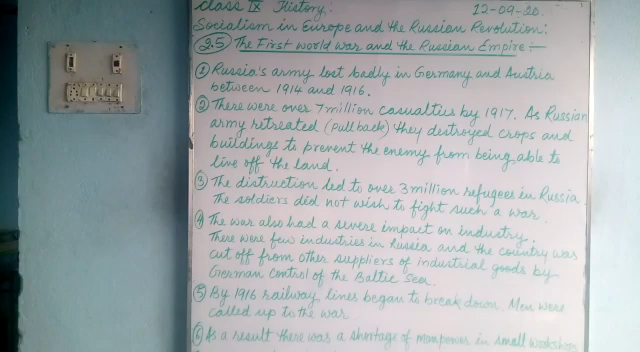 Class IX History: 12-09-20
Socialism in Europe and the Russian Revolution:
2.5 The First World War and the Russian Empire:-
1 Russia's army lost badly in Germany and Austria
between 1914 and 1916.
2 There were over 7 million casualties by 1917. As Russian
army retreated (pull back) they destroyed crops and
buildings to prevent the enemy from being able to
live off the land.
3 The distruction led to over 3 million refugees in Russia
The soldiers did not wish to fight such a war.
4 The war also had a severe impact on industry.
There were few industries in Russia and the country was
cut off from other suppliers of industrial goods by
German control of the Baltic Sea.
5 By 1916 railway lines began to break down. Men were
called up to the war
6 As a result there was a shortage of manpower in small workshops